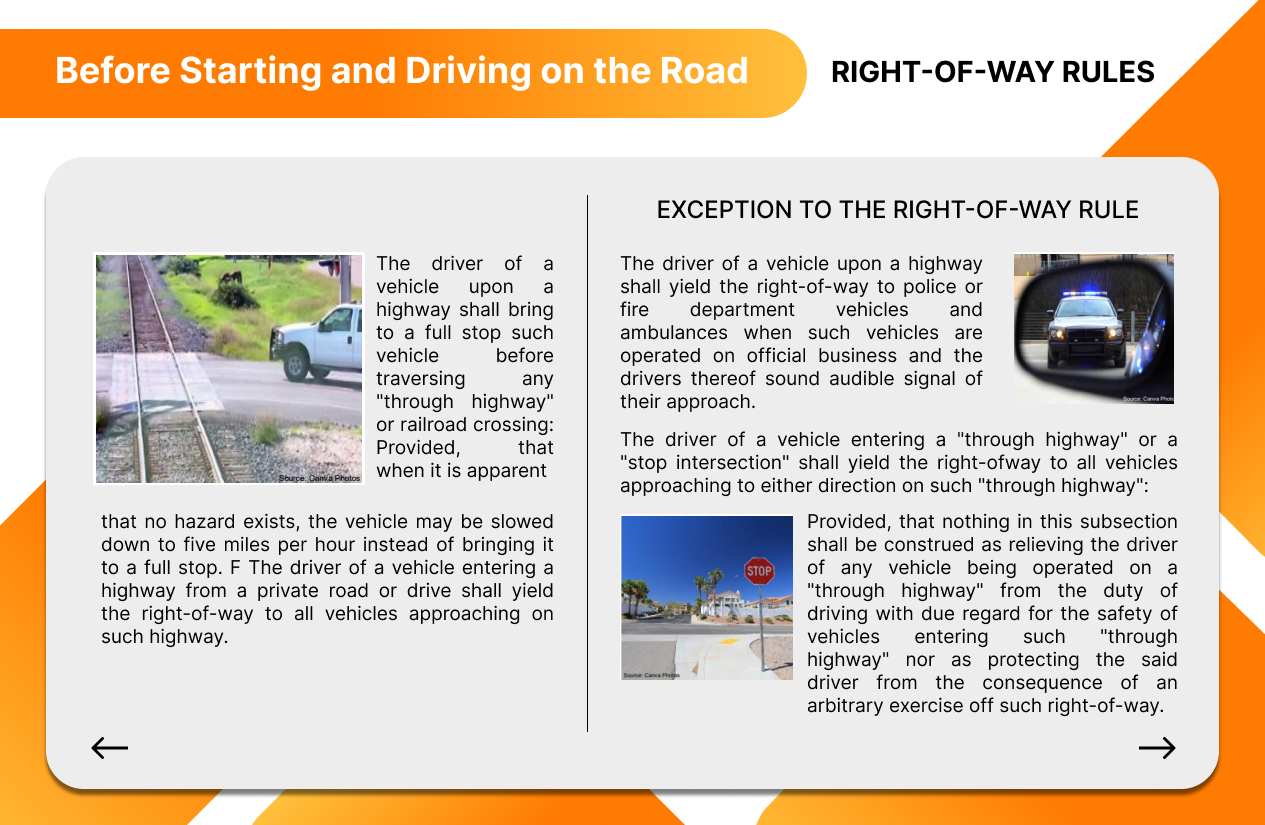 Before Starting and Driving on the Road
RIGHT-OF-WAY RULES
The driver of a
vehicle upon a
highway shall bring
to a full stop such
vehicle before
traversing any
"through highway"
or railroad crossing:
Provided, that
when it is apparent
Source: Canva Photos
that no hazard exists, the vehicle may be slowed
down to five miles per hour instead of bringing it
to a full stop. F The driver of a vehicle entering a
highway from a private road or drive shall yield
the right-of-way to all vehicles approaching on
such highway.
EXCEPTION TO THE RIGHT-OF-WAY RULE
The driver of a vehicle upon a highway
shall yield the right-of-way to police or
fire department vehicles and
ambulances when such vehicles are
operated on official business and the
drivers thereof sound audible signal of
their approach.
Source: Canva Photo
The driver of a vehicle entering a "through highway" or a
"stop intersection" shall yield the right-ofway to all vehicles
approaching to either direction on such "through highway":
STOP
Source: Canva Photos
Provided, that nothing in this subsection
shall be construed as relieving the driver
of any vehicle being operated on a
"through highway" from the duty of
driving with due regard for the safety of
vehicles entering such "through
highway" nor as protecting the said
driver from the consequence of an
arbitrary exercise off such right-of-way.